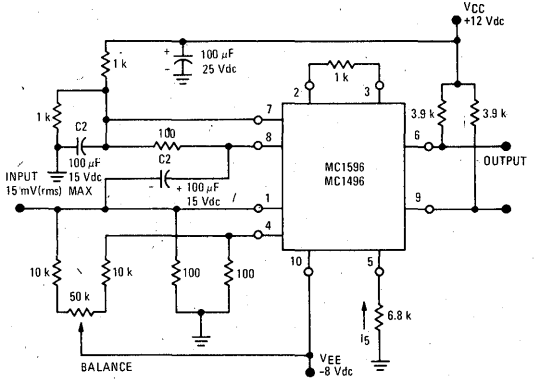 VCC
+12 Vdc
+
-
100 µF
25 Vdc
1 k
1 k
2
3
3.9 k
3.9 k
1 k
7
C2
100
8
6
OUTPUT
100 µF
15 Vdc
C2
MC1596
MC1496
INPUT
15 mV(rms) MAX
-
+ 100 µF
15 Vdc
1
9
4
10
5
10 k
10 k
100
100
50 k
I5
6.8 k
BALANCE
VEE
-8 Vdc